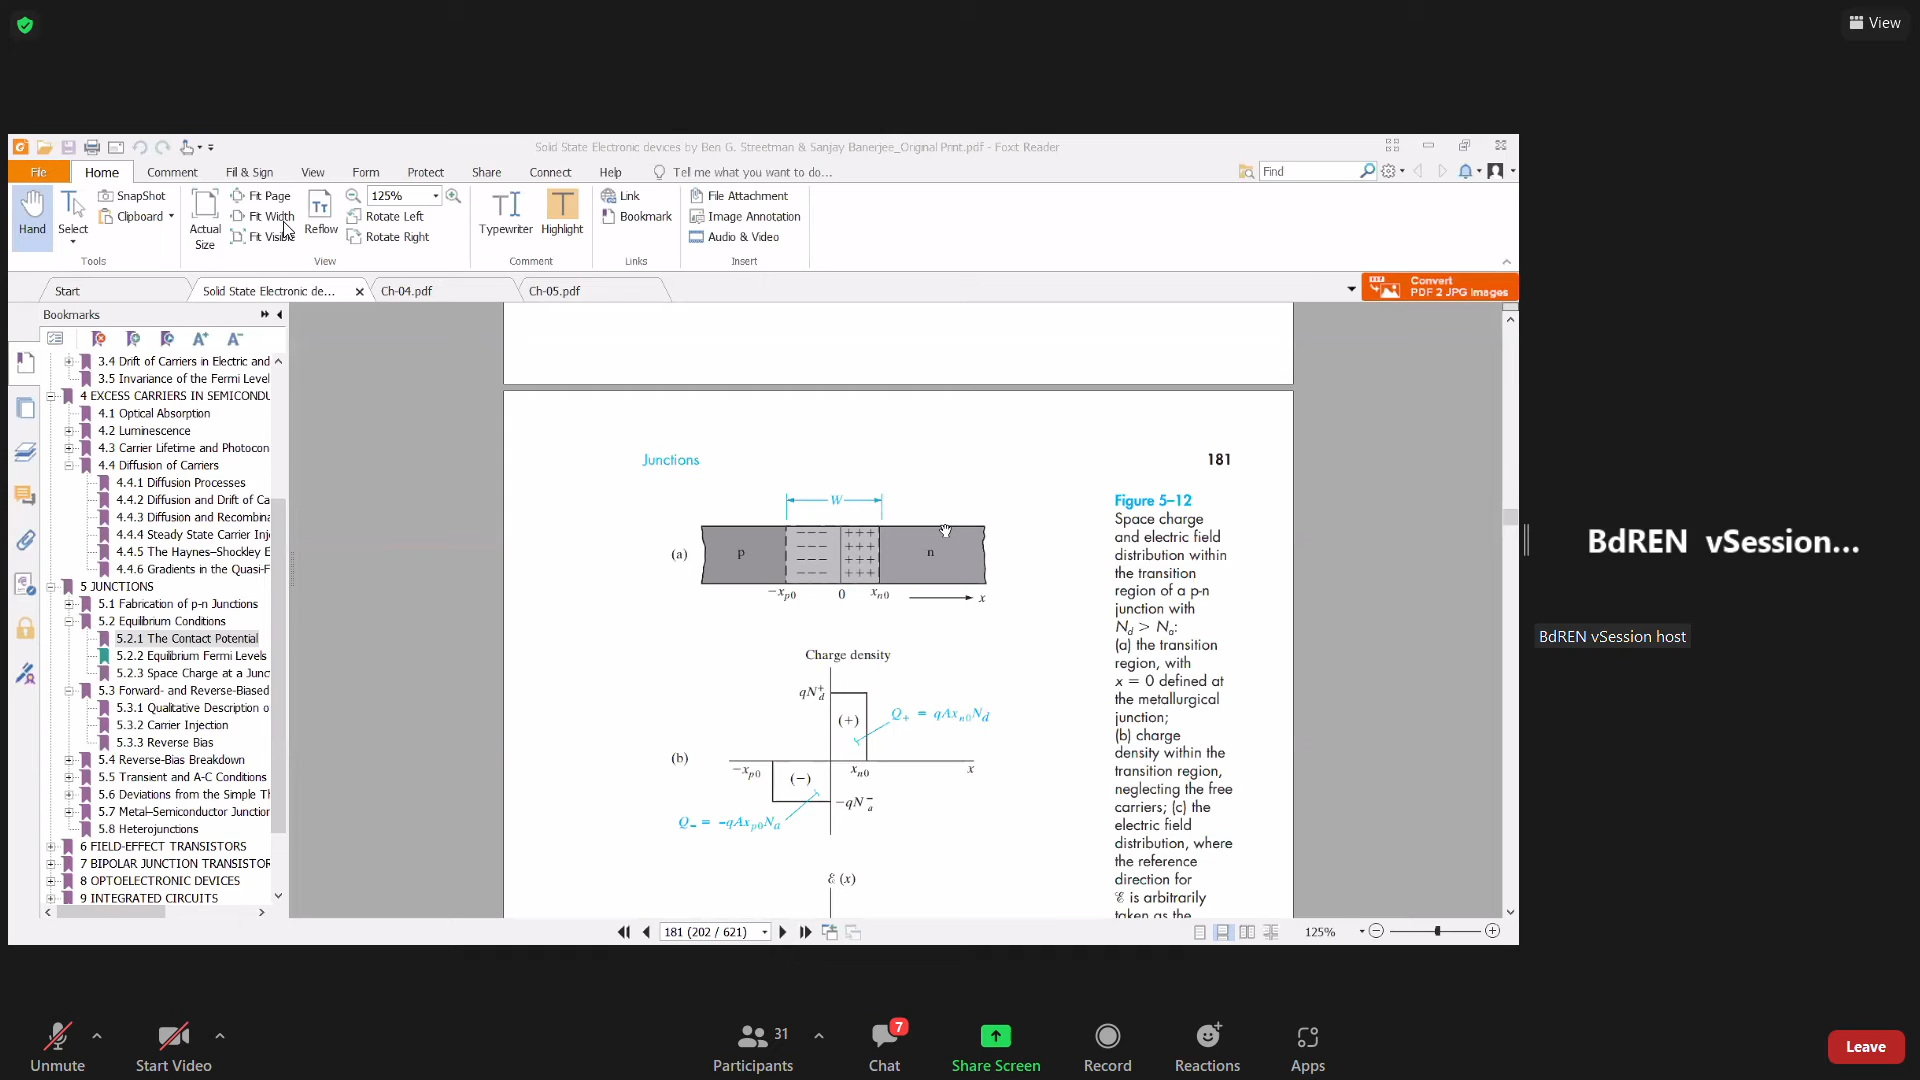 View
Solid State Electronic devices by Ben G. Streetman & Sanjay Banerjee_Orginal Print.pdf - Foxit Reader
File Home Comment Fill & Sign View Form Protect Share Connect Help Tell me what you want to do... Find
Hand
Select
SnapShot
Clipboard
Tools
Actual
Size
Fit Page
Fit Width
Fit Visible
Reflow
125%
Rotate Left
Rotate Right
View
Typewriter
Highlight
Comment
Link
Bookmark
Links
File Attachment
Image Annotation
Audio & Video
Insert
Start
Solid State Electronic de...
Ch-04.pdf
Ch-05.pdf
Convert
PDF 2 JPG Images
Bookmarks
3.4 Drift of Carriers in Electric and
3.5 Invariance of the Fermi Level
4 EXCESS CARRIERS IN SEMICONDU
4.1 Optical Absorption
4.2 Luminescence
4.3 Carrier Lifetime and Photocon
4.4 Diffusion of Carriers
4.4.1 Diffusion Processes
4.4.2 Diffusion and Drift of Ca
4.4.3 Diffusion and Recombina
4.4.4 Steady State Carrier Inj
4.4.5 The Haynes–Shockley E
4.4.6 Gradients in the Quasi-F
5 JUNCTIONS
5.1 Fabrication of p-n Junctions
5.2 Equilibrium Conditions
5.2.1 The Contact Potential
5.2.2 Equilibrium Fermi Levels
5.2.3 Space Charge at a Junc
5.3 Forward- and Reverse-Biased
5.3.1 Qualitative Description o
5.3.2 Carrier Injection
5.3.3 Reverse Bias
5.4 Reverse-Bias Breakdown
5.5 Transient and A-C Conditions
5.6 Deviations from the Simple Th
5.7 Metal–Semiconductor Junction
5.8 Heterojunctions
6 FIELD-EFFECT TRANSISTORS
7 BIPOLAR JUNCTION TRANSISTOR
8 OPTOELECTRONIC DEVICES
9 INTEGRATED CIRCUITS
Junctions
181
W
(a)
p
– – –
+ + +
– – –
+ + +
– – –
+ + +
– – –
+ + +
n
−xp0
0
xn0
x
Charge density
qNd+
(+)
Q+ = qAxn0Nd
(b)
−xp0
xn0
x
(−)
−qNa−
Q− = -qAxp0Na
ℰ (x)
Figure 5–12
Space charge
and electric field
distribution within
the transition
region of a p-n
junction with
Nd > Na:
(a) the transition
region, with
x = 0 defined at
the metallurgical
junction;
(b) charge
density within the
transition region,
neglecting the free
carriers; (c) the
electric field
distribution, where
the reference
direction for
ℰ is arbitrarily
taken as the
181 (202 / 621)
125%
BdREN vSession...
BdREN vSession host
Unmute
Start Video
Participants
31
Chat
7
Share Screen
Record
Reactions
Apps
Leave